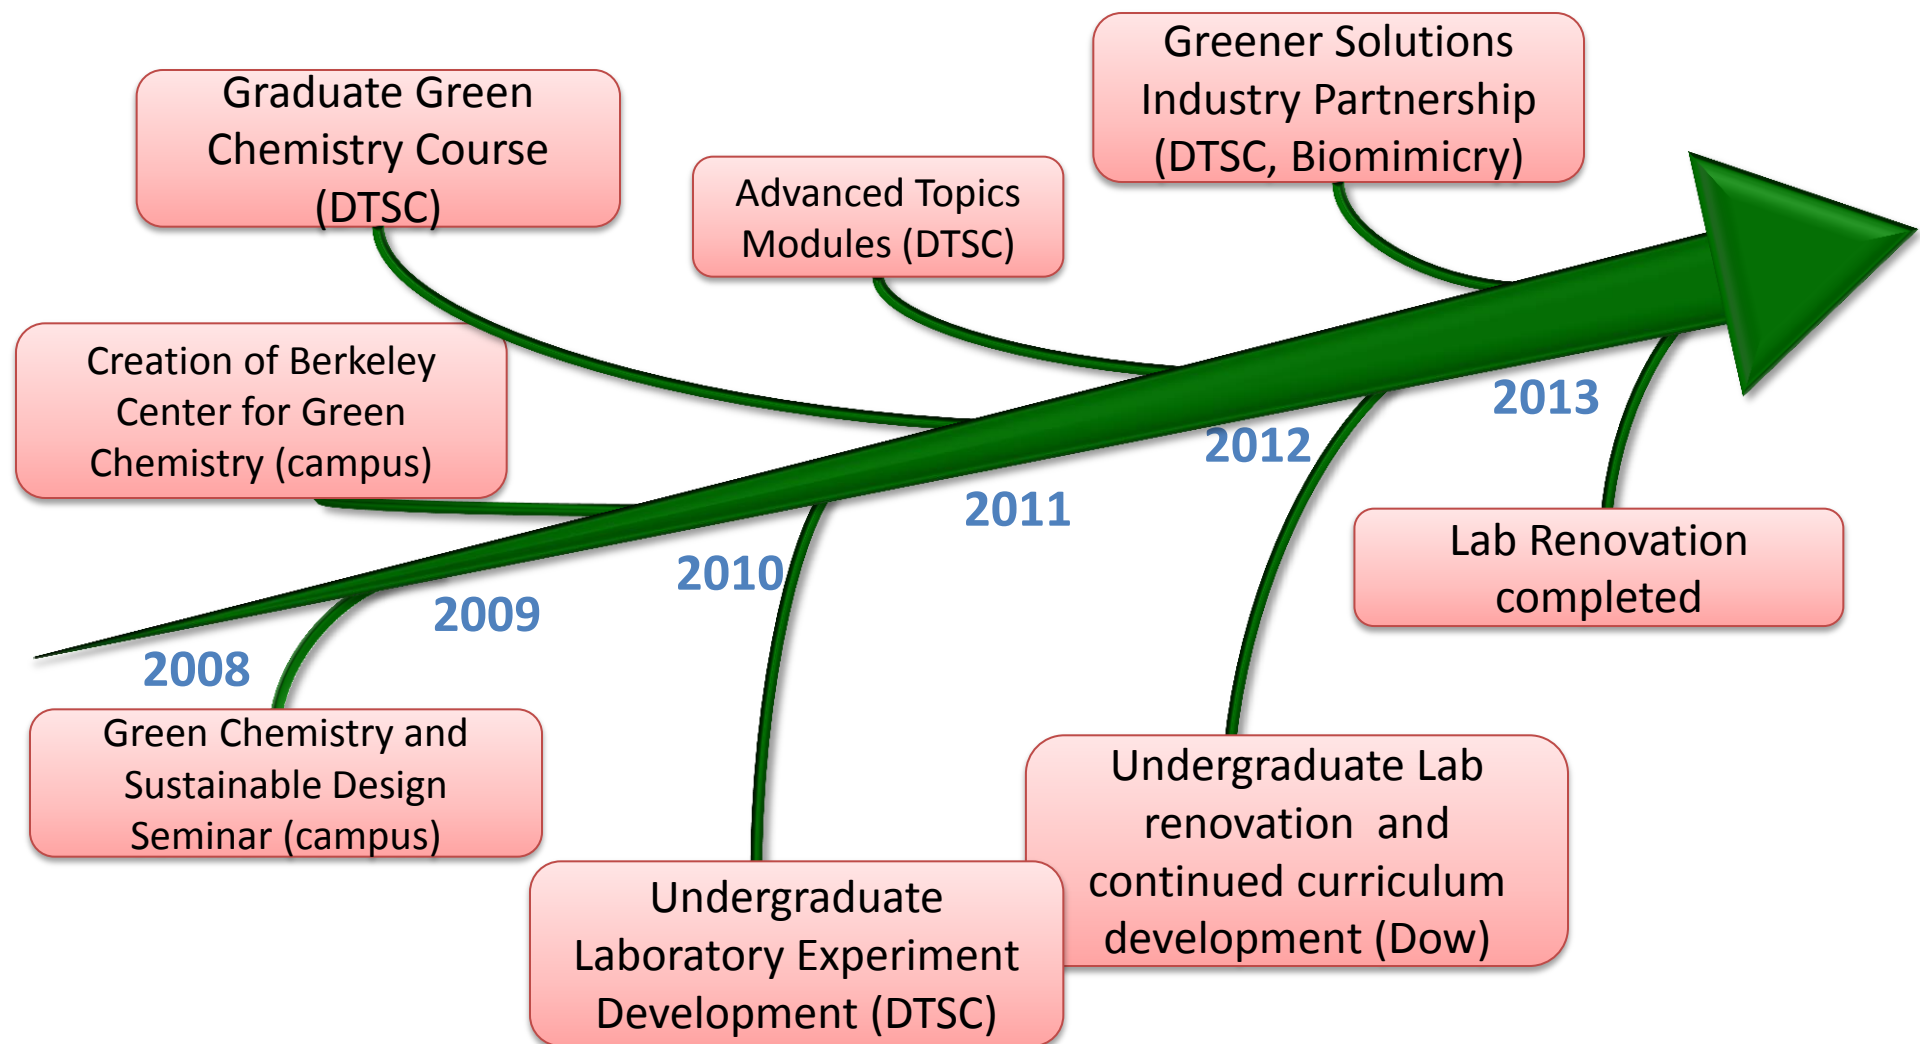 Graduate Green
Chemistry Course
(DTSC)
Advanced Topics
Modules (DTSC)
Greener Solutions
Industry Partnership
(DTSC, Biomimicry)
Creation of Berkeley
Center for Green
Chemistry (campus)
2008
2009
2010
2011
2012
2013
Green Chemistry and
Sustainable Design
Seminar (campus)
Undergraduate
Laboratory Experiment
Development (DTSC)
Undergraduate Lab
renovation  and
continued curriculum
development (Dow)
Lab Renovation
completed